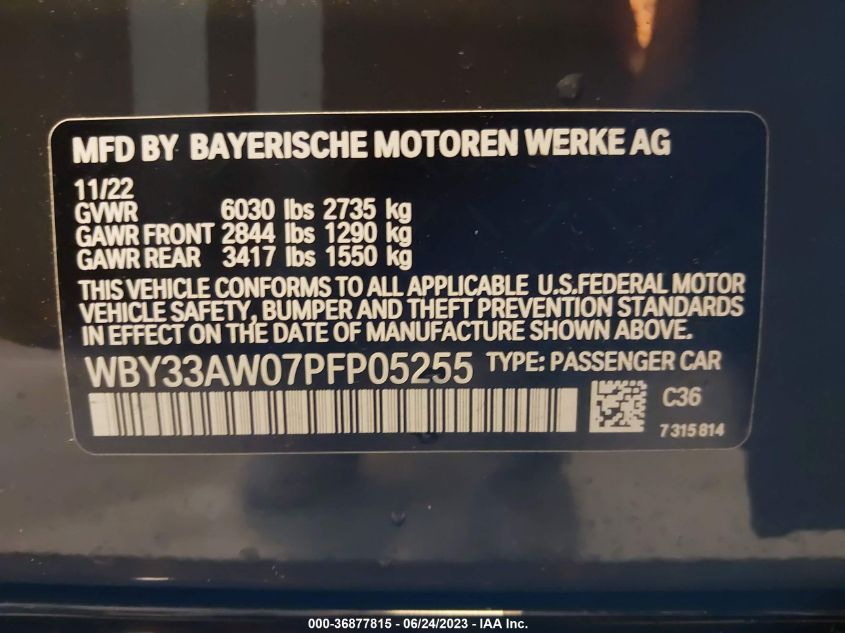 MFD BY BAYERISCHE MOTOREN WERKE AG
11/22
GVWR 6030 lbs 2735 kg
GAWR FRONT 2844 lbs 1290 kg
GAWR REAR 3417 lbs 1550 kg
THIS VEHICLE CONFORMS TO ALL APPLICABLE U.S.FEDERAL MOTOR
VEHICLE SAFETY, BUMPER AND THEFT PREVENTION STANDARDS
IN EFFECT ON THE DATE OF MANUFACTURE SHOWN ABOVE.
WBY33AW07PFP05255 TYPE: PASSENGER CAR
C36
7315814
000-36877815 - 06/24/2023 - IAA Inc.